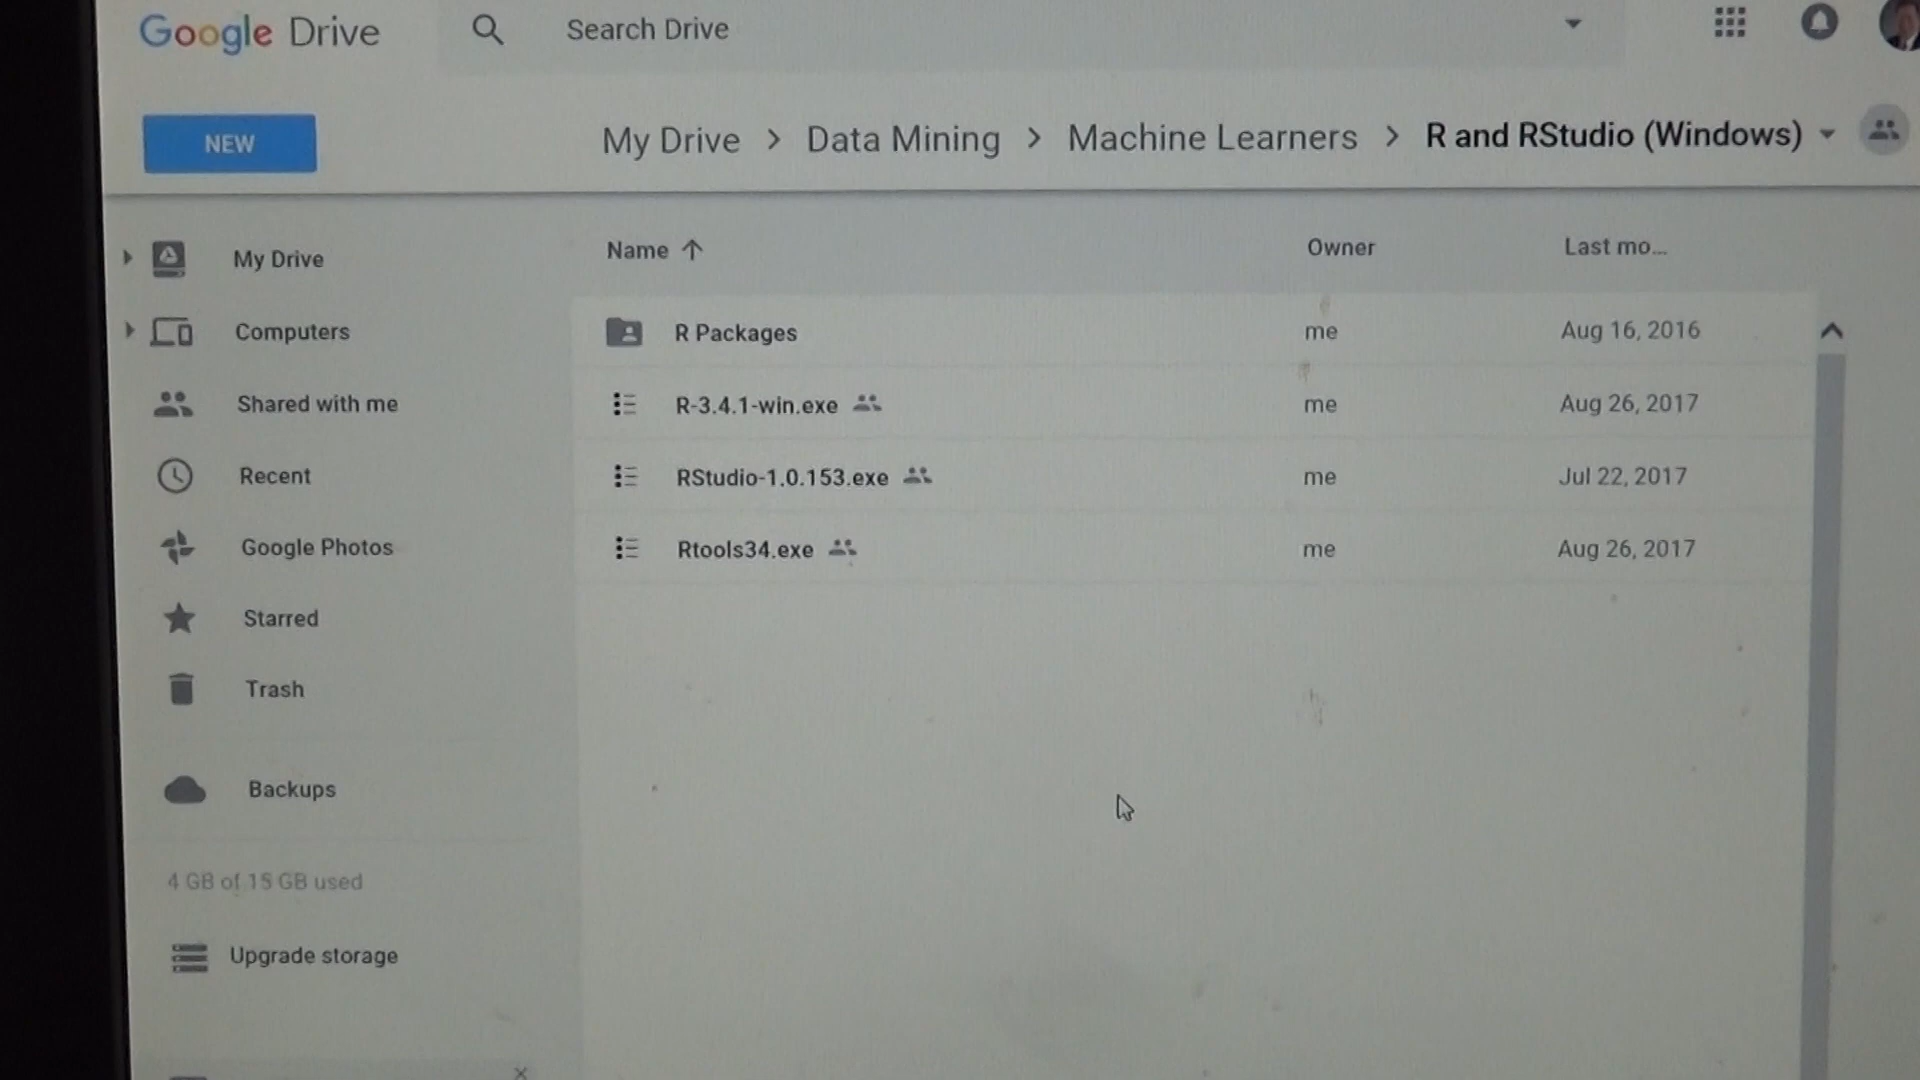 Google Drive
Search Drive
NEW
My Drive > Data Mining > Machine Learners > R and RStudio (Windows)
My Drive
Computers
Shared with me
Recent
Google Photos
Starred
Trash
Backups
4 GB of 15 GB used
Upgrade storage
Name Owner Last mo...
R Packages me Aug 16, 2016
R-3.4.1-win.exe me Aug 26, 2017
RStudio-1.0.153.exe me Jul 22, 2017
Rtools34.exe me Aug 26, 2017